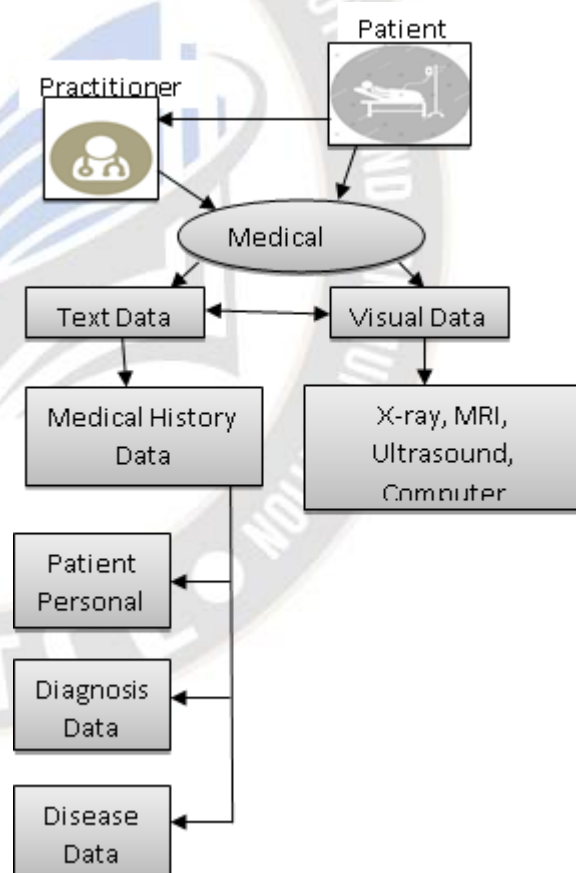 Patient
Practitioner
Medical
Text Data
Visual Data
Medical History
Data
X-ray, MRI,
Ultrasound,
Computer
Patient
Personal
Diagnosis
Data
Disease
Data